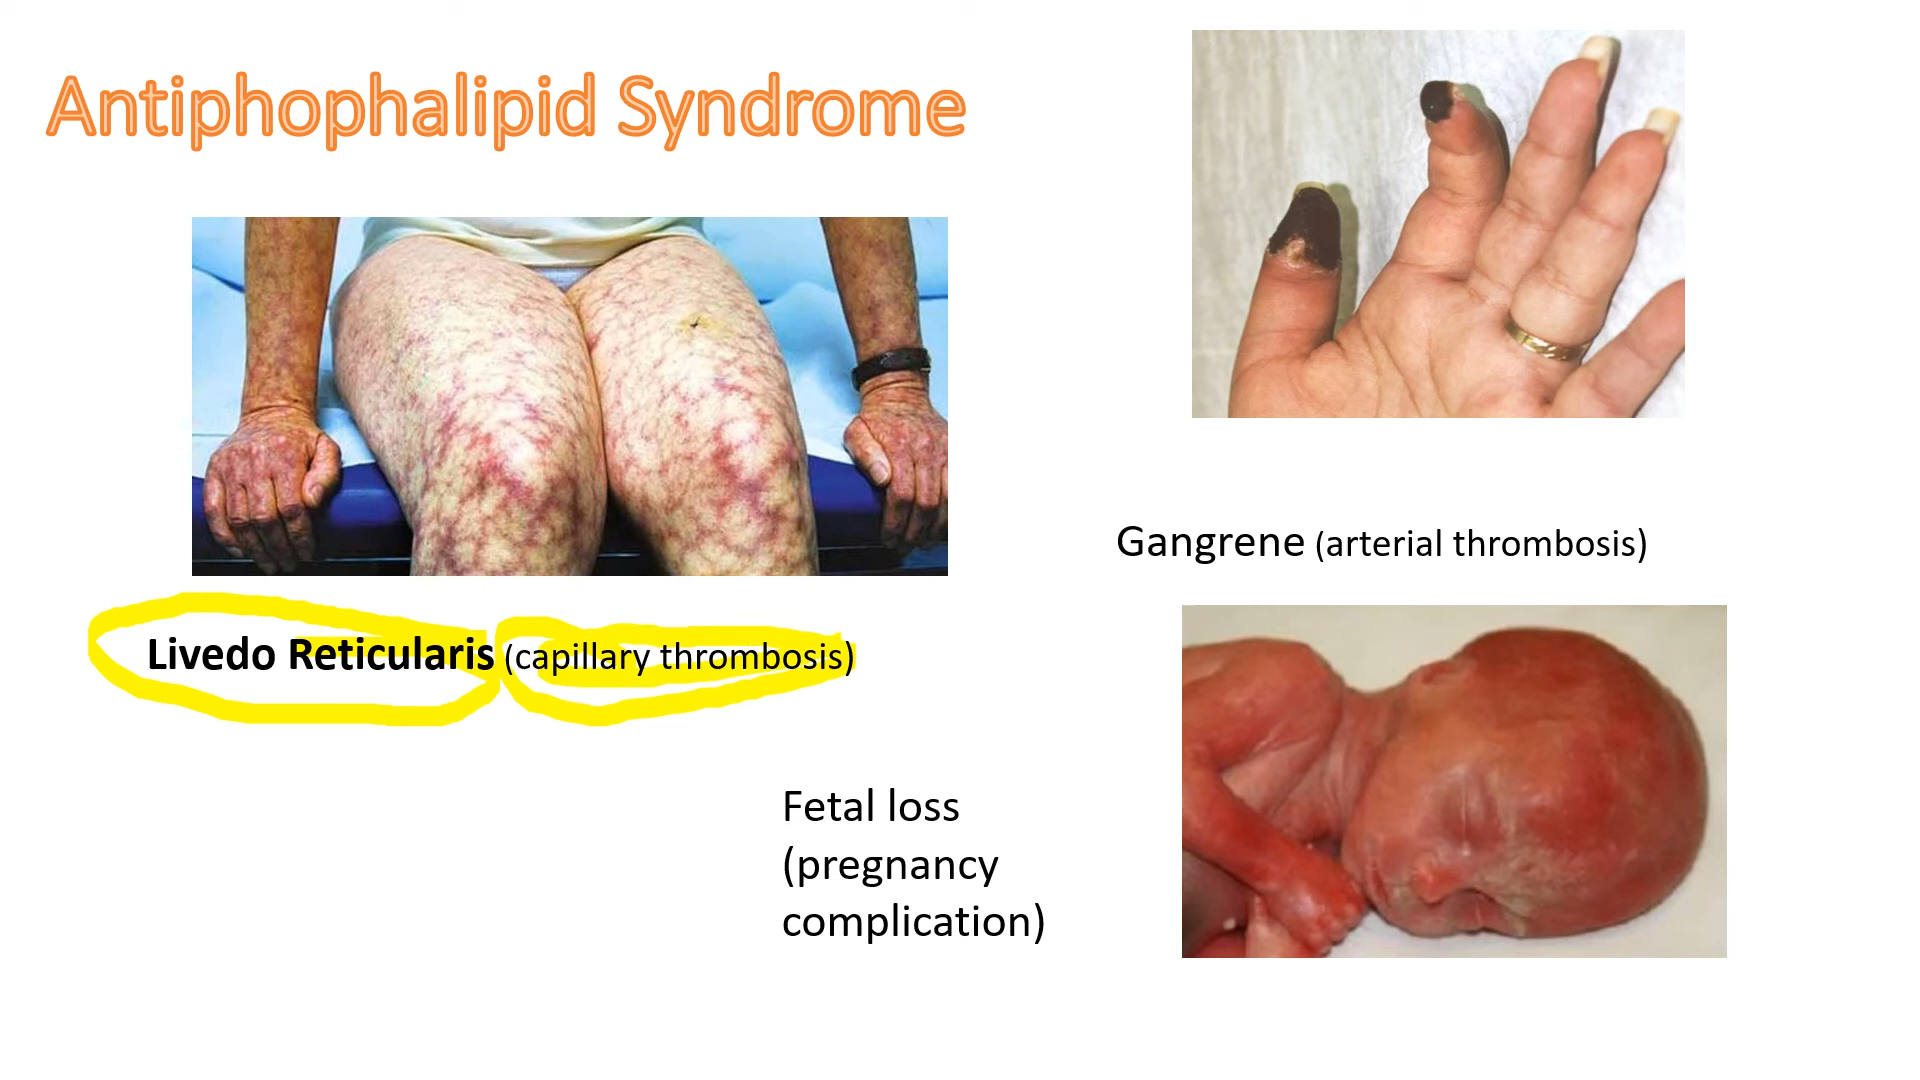 Antiphophalipid Syndrome
Livedo Reticularis (capillary thrombosis)
Gangrene (arterial thrombosis)
Fetal loss
(pregnancy
complication)